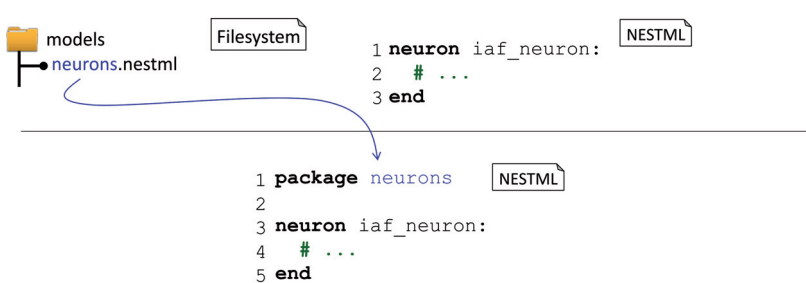 models
neurons.nestml
Filesystem
NESTML
1 neuron iaf_neuron:
2   # ...
3 end
1 package neurons
2
3 neuron iaf_neuron:
4   # ...
5 end
NESTML